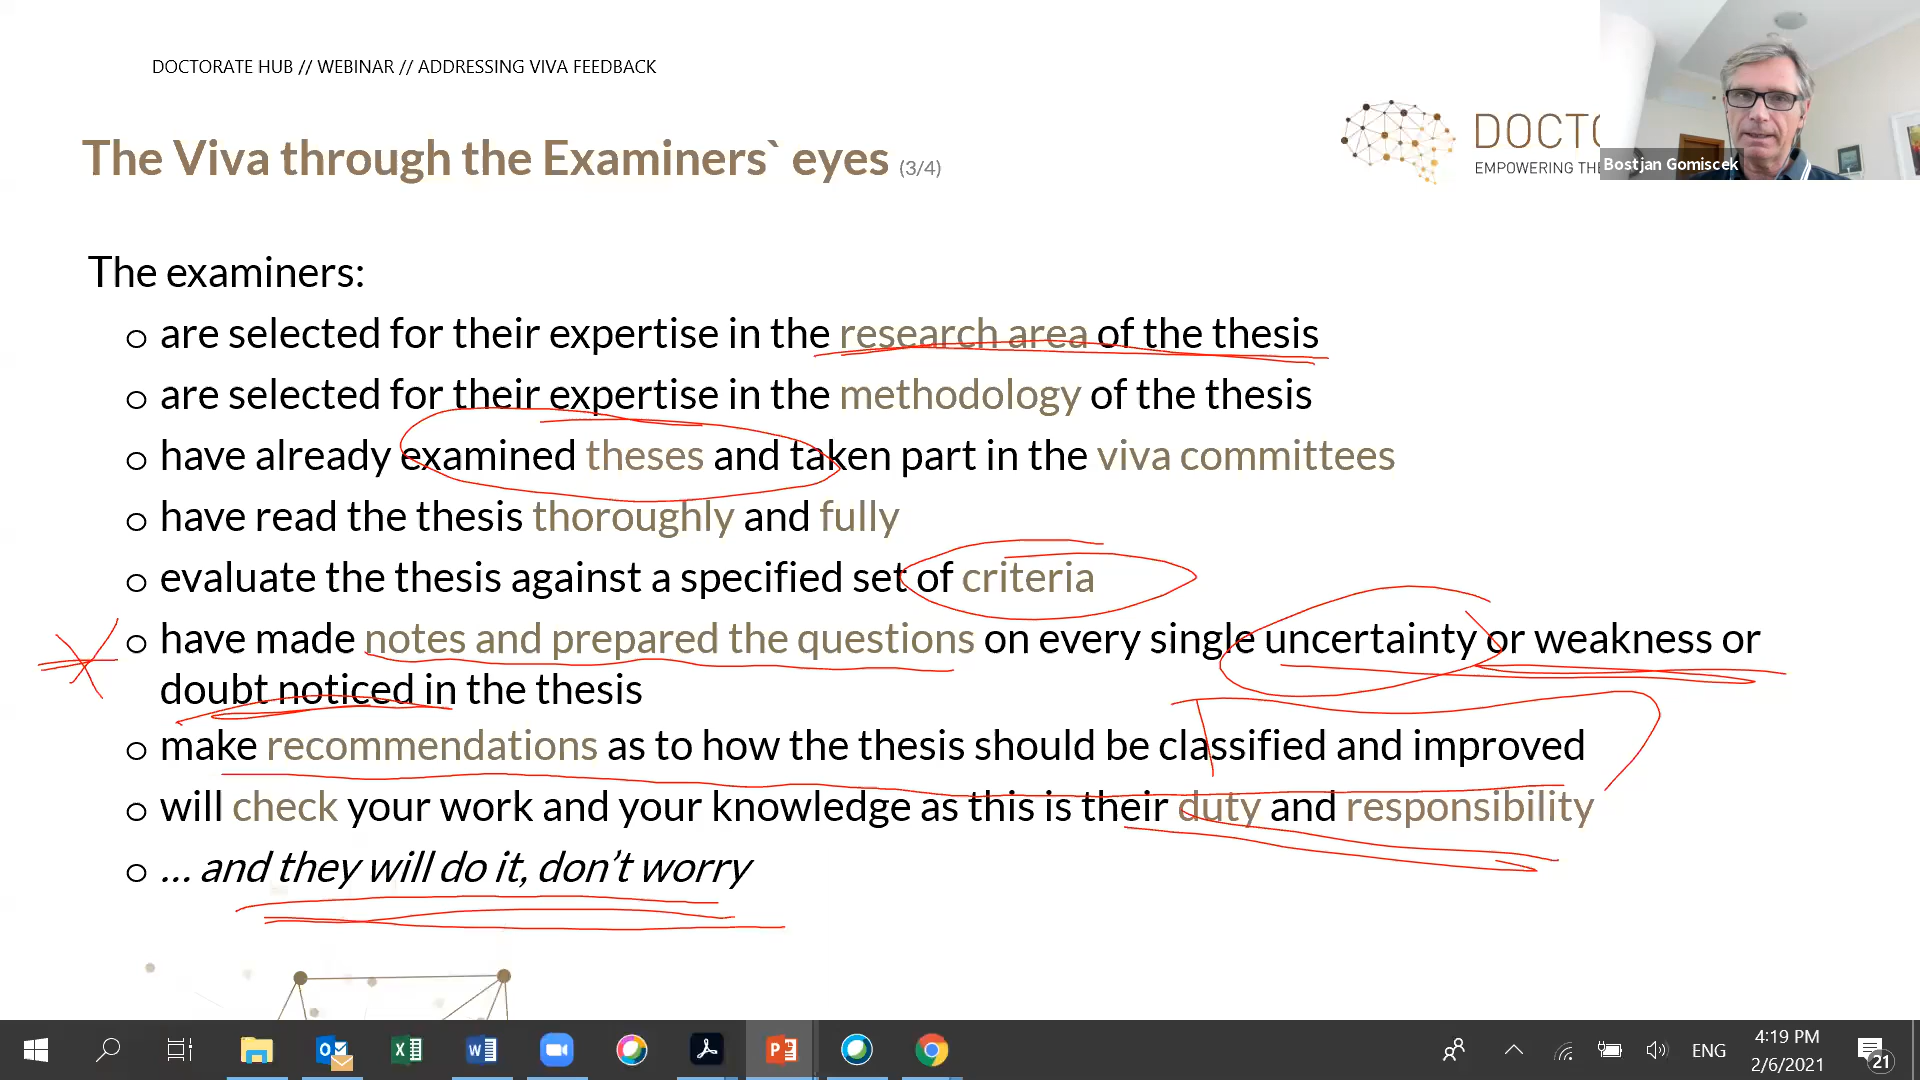 DOCTORATE HUB // WEBINAR // ADDRESSING VIVA FEEDBACK
The Viva through the Examiners` eyes (3/4)
DOCTO
EMPOWERING THE
Bostjan Gomiscek
The examiners:
o are selected for their expertise in the research area of the thesis
o are selected for their expertise in the methodology of the thesis
o have already examined theses and taken part in the viva committees
o have read the thesis thoroughly and fully
o evaluate the thesis against a specified set of criteria
o have made notes and prepared the questions on every single uncertainty or weakness or
doubt noticed in the thesis
o make recommendations as to how the thesis should be classified and improved
o will check your work and your knowledge as this is their duty and responsibility
o … and they will do it, don’t worry
ENG
4:19 PM
2/6/2021
21